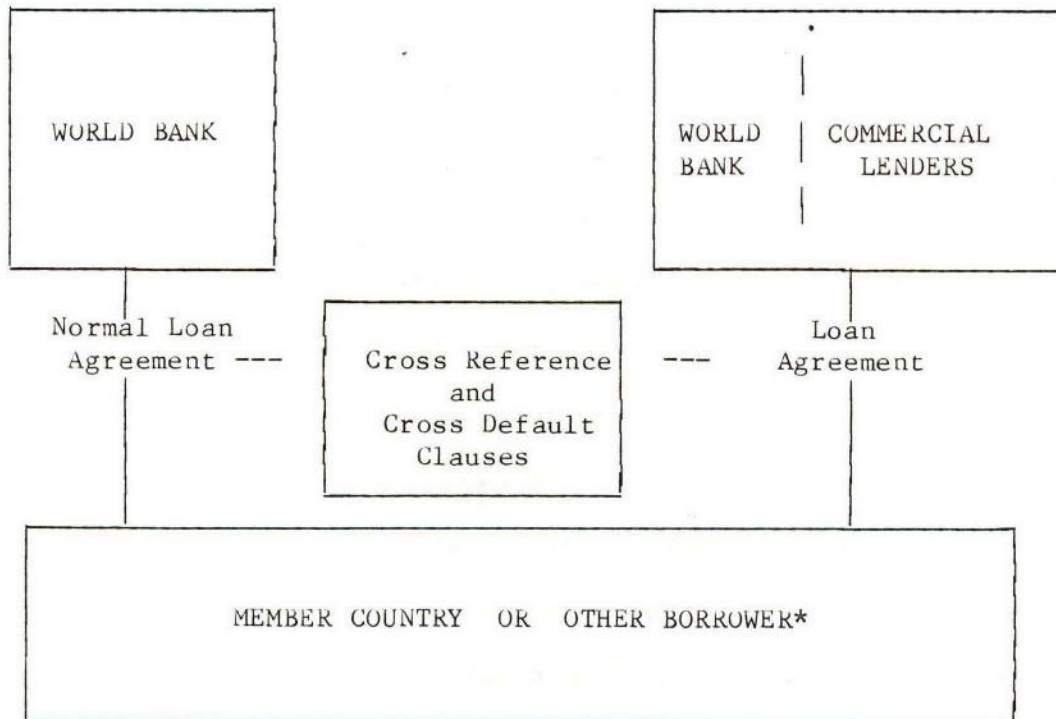 WORLD BANK
WORLD
BANK
COMMERCIAL
LENDERS
Normal Loan
Agreement ---
Cross Reference
and
Cross Default
Clauses
--- Loan
Agreement
MEMBER COUNTRY OR OTHER BORROWER*